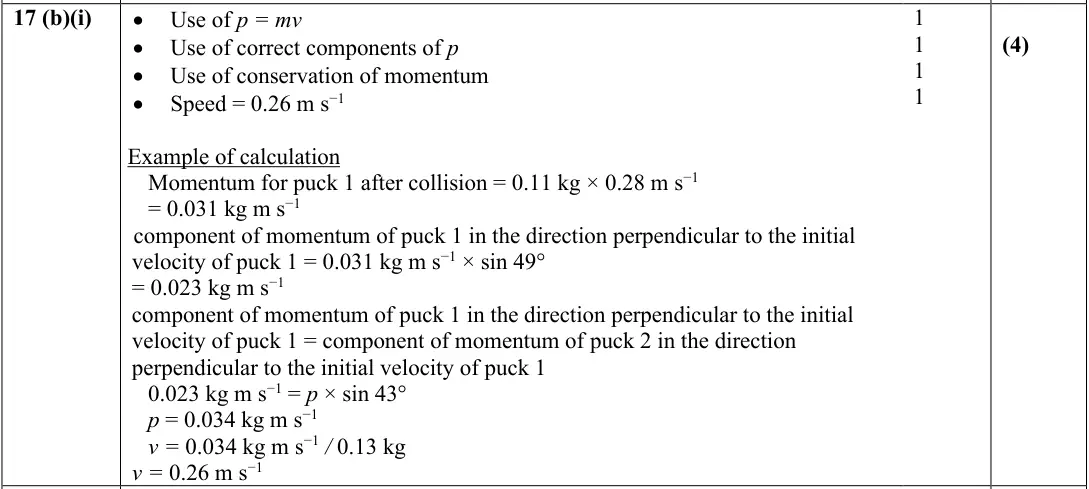 17 (b)(i)
• Use of p = mv 1
• Use of correct components of p 1 (4)
• Use of conservation of momentum 1
• Speed = 0.26 m s⁻¹ 1
Example of calculation
Momentum for puck 1 after collision = 0.11 kg × 0.28 m s⁻¹
= 0.031 kg m s⁻¹
component of momentum of puck 1 in the direction perpendicular to the initial
velocity of puck 1 = 0.031 kg m s⁻¹ × sin 49°
= 0.023 kg m s⁻¹
component of momentum of puck 1 in the direction perpendicular to the initial
velocity of puck 1 = component of momentum of puck 2 in the direction
perpendicular to the initial velocity of puck 1
0.023 kg m s⁻¹ = p × sin 43°
p = 0.034 kg m s⁻¹
v = 0.034 kg m s⁻¹ / 0.13 kg
v = 0.26 m s⁻¹